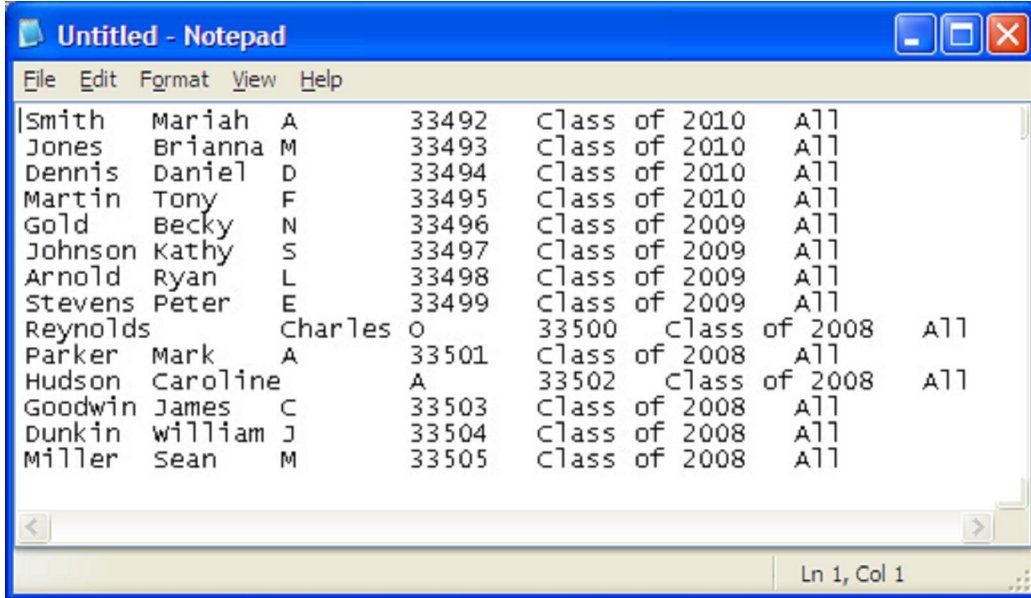 Untitled - Notepad
File Edit Format View Help
Smith Mariah A 33492 Class of 2010 All
Jones Brianna M 33493 Class of 2010 All
Dennis Daniel D 33494 Class of 2010 All
Martin Tony F 33495 Class of 2010 All
Gold Becky N 33496 Class of 2009 All
Johnson Kathy S 33497 Class of 2009 All
Arnold Ryan L 33498 Class of 2009 All
Stevens Peter E 33499 Class of 2009 All
Reynolds Charles O 33500 Class of 2008 All
Parker Mark A 33501 Class of 2008 All
Hudson Caroline A 33502 Class of 2008 All
Goodwin James C 33503 Class of 2008 All
Dunkin William J 33504 Class of 2008 All
Miller Sean M 33505 Class of 2008 All
Ln 1, Col 1